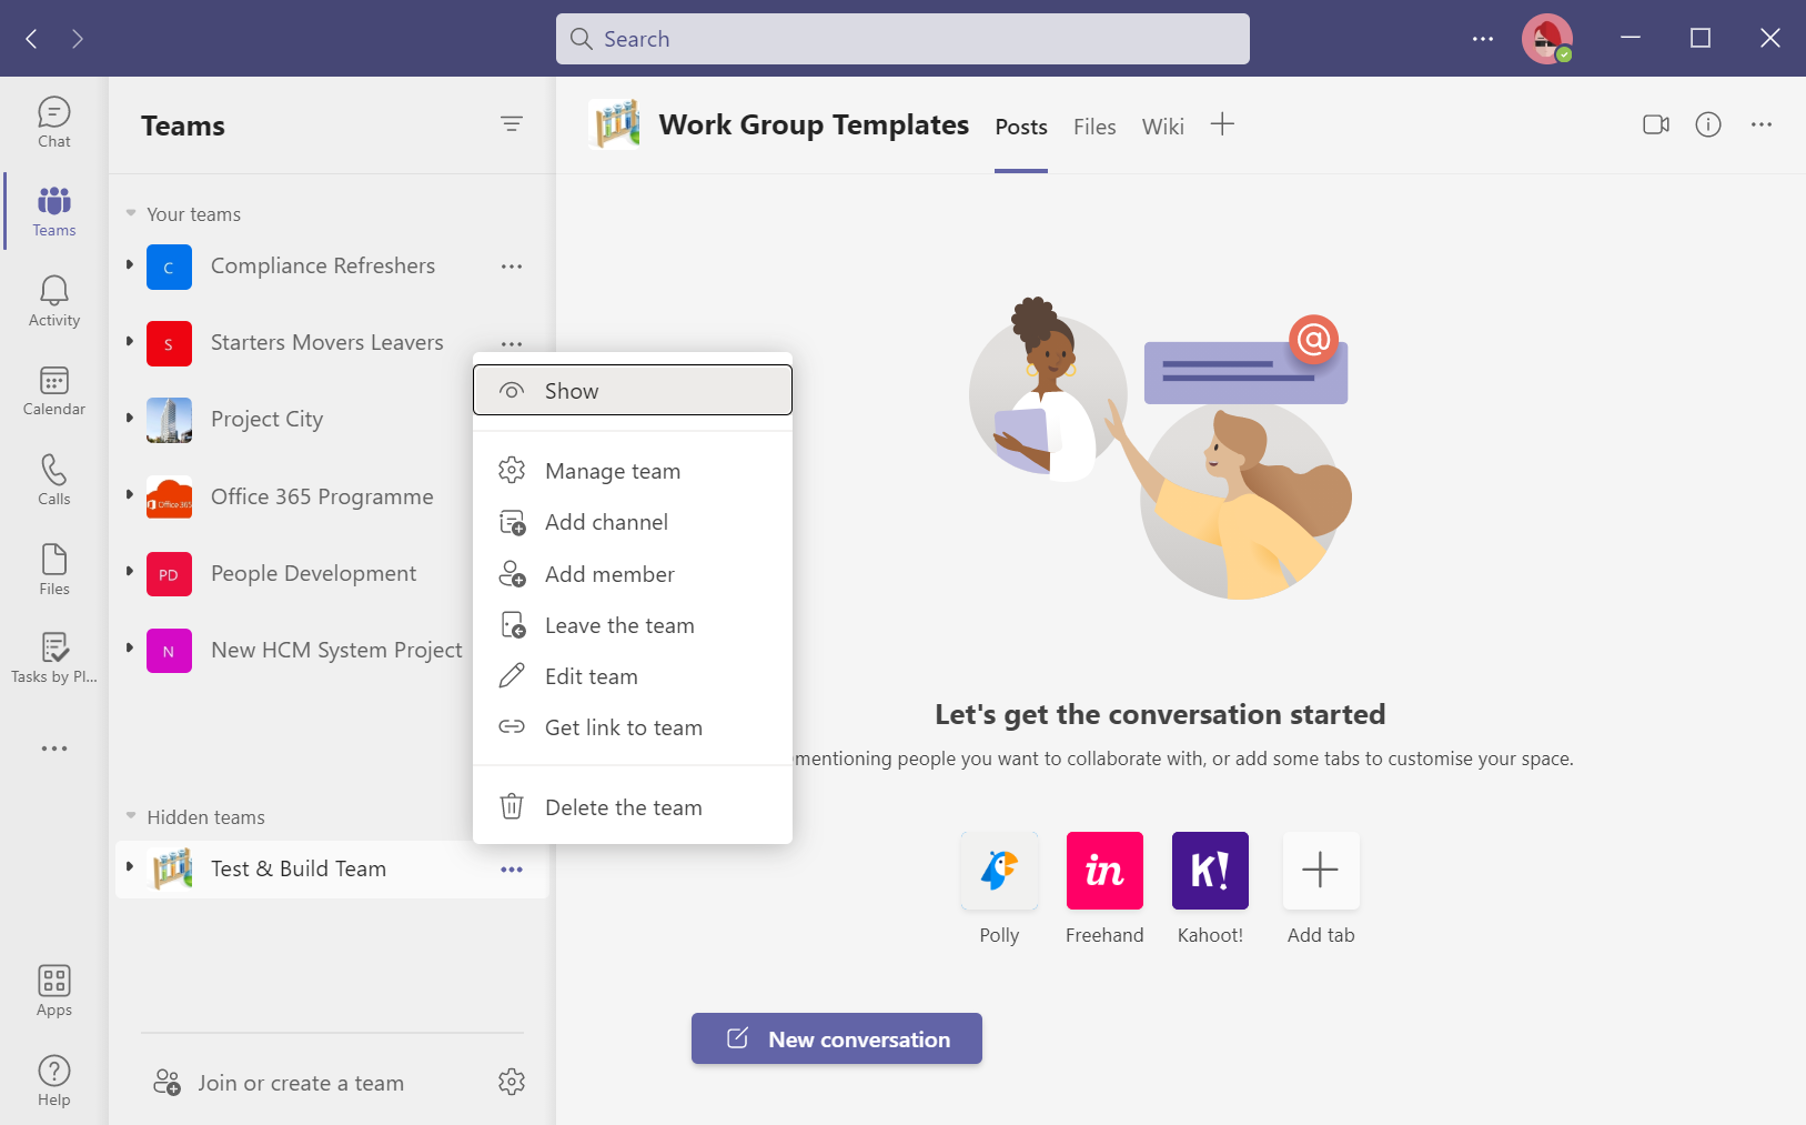 Search
Chat
Teams
Activity
Calendar
Calls
Files
Tasks by Pl...
Apps
Help
Teams
Your teams
C Compliance Refreshers
S Starters Movers Leavers
Project City
Office 365 Office 365 Programme
PD People Development
N New HCM System Project
Hidden teams
Test & Build Team
Join or create a team
Show
Manage team
Add channel
Add member
Leave the team
Edit team
Get link to team
Delete the team
Work Group Templates Posts Files Wiki
@
Let's get the conversation started
mentioning people you want to collaborate with, or add some tabs to customise your space.
in K!
Polly Freehand Kahoot! Add tab
New conversation